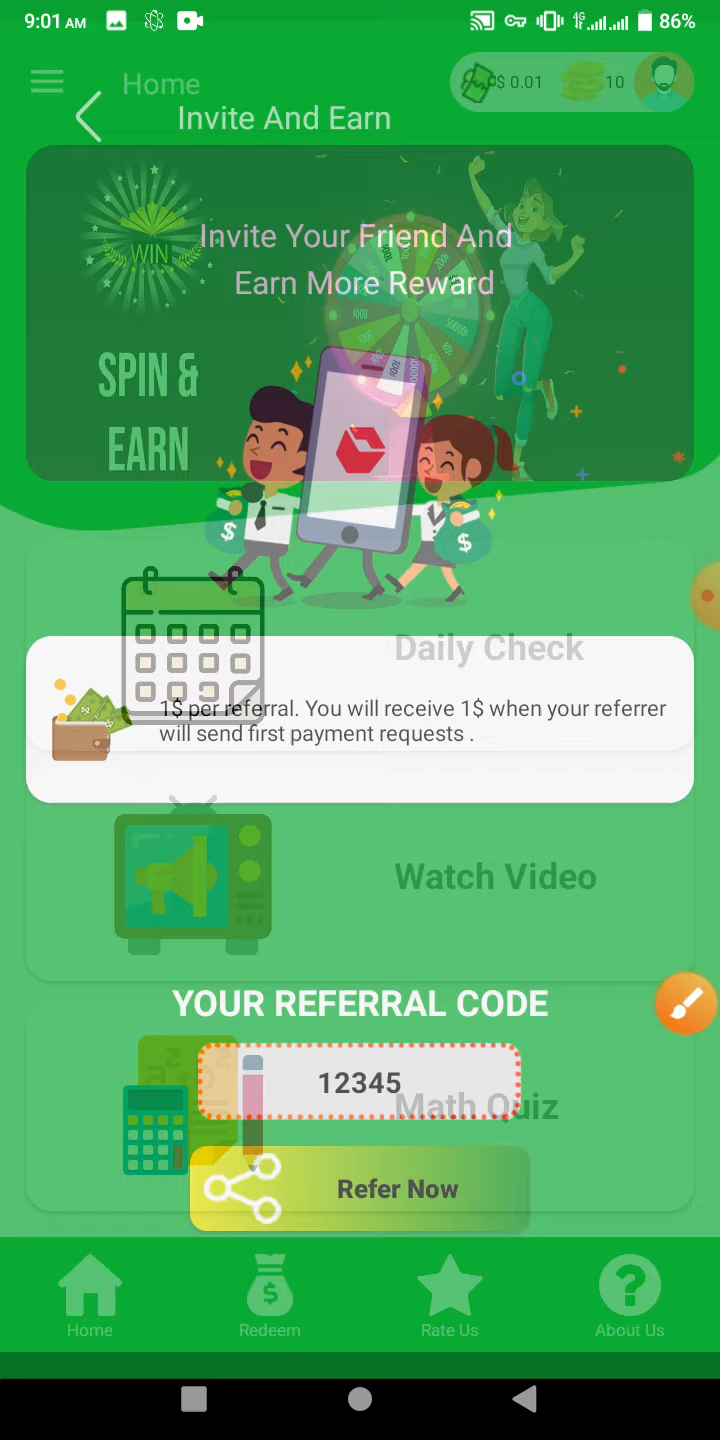 9:01 AM
4G
86%
Home
$ 0.01
10
Invite And Earn
WIN
Invite Your Friend And
Earn More Reward
SPIN &
EARN
Daily Check
1$ per referral. You will receive 1$ when your referrer
will send first payment requests .
Watch Video
YOUR REFERRAL CODE
12345
Math Quiz
Refer Now
Home
Redeem
Rate Us
About Us